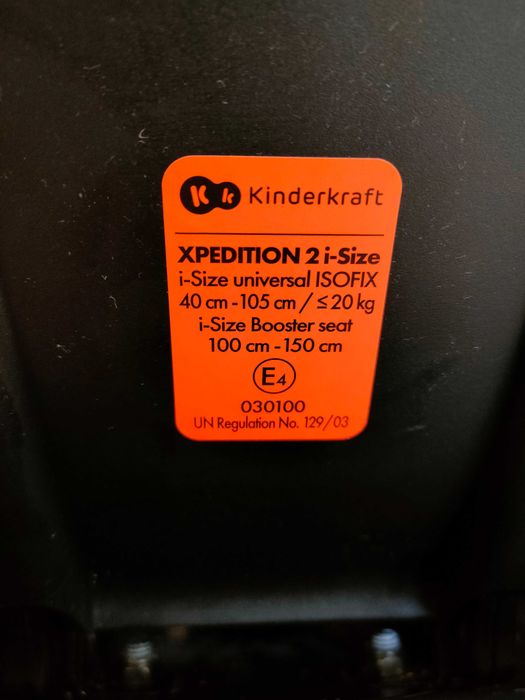 K k Kinderkraft
XPEDITION 2 i-Size
i-Size universal ISOFIX
40 cm - 105 cm / ≤ 20 kg
i-Size Booster seat
100 cm - 150 cm
E4
030100
UN Regulation No. 129/03